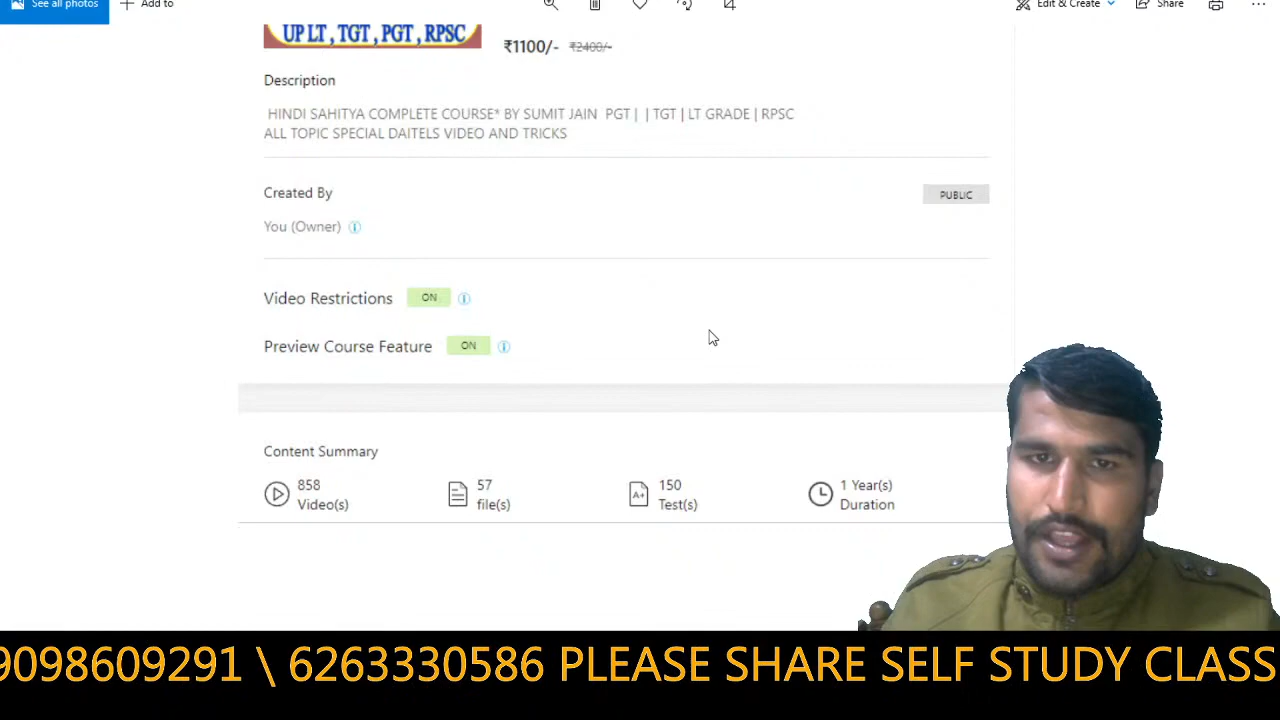 See all photos
Add to
Edit & Create
Share
UP LT , TGT , PGT , RPSC
₹1100/- ₹2400/-
Description
HINDI SAHITYA COMPLETE COURSE* BY SUMIT JAIN PGT | | TGT | LT GRADE | RPSC
ALL TOPIC SPECIAL DAITELS VIDEO AND TRICKS
Created By
PUBLIC
You (Owner)
Video Restrictions ON
Preview Course Feature ON
Content Summary
858 Video(s)
57 file(s)
A+
150 Test(s)
1 Year(s) Duration
9098609291 \ 6263330586 PLEASE SHARE SELF STUDY CLASS